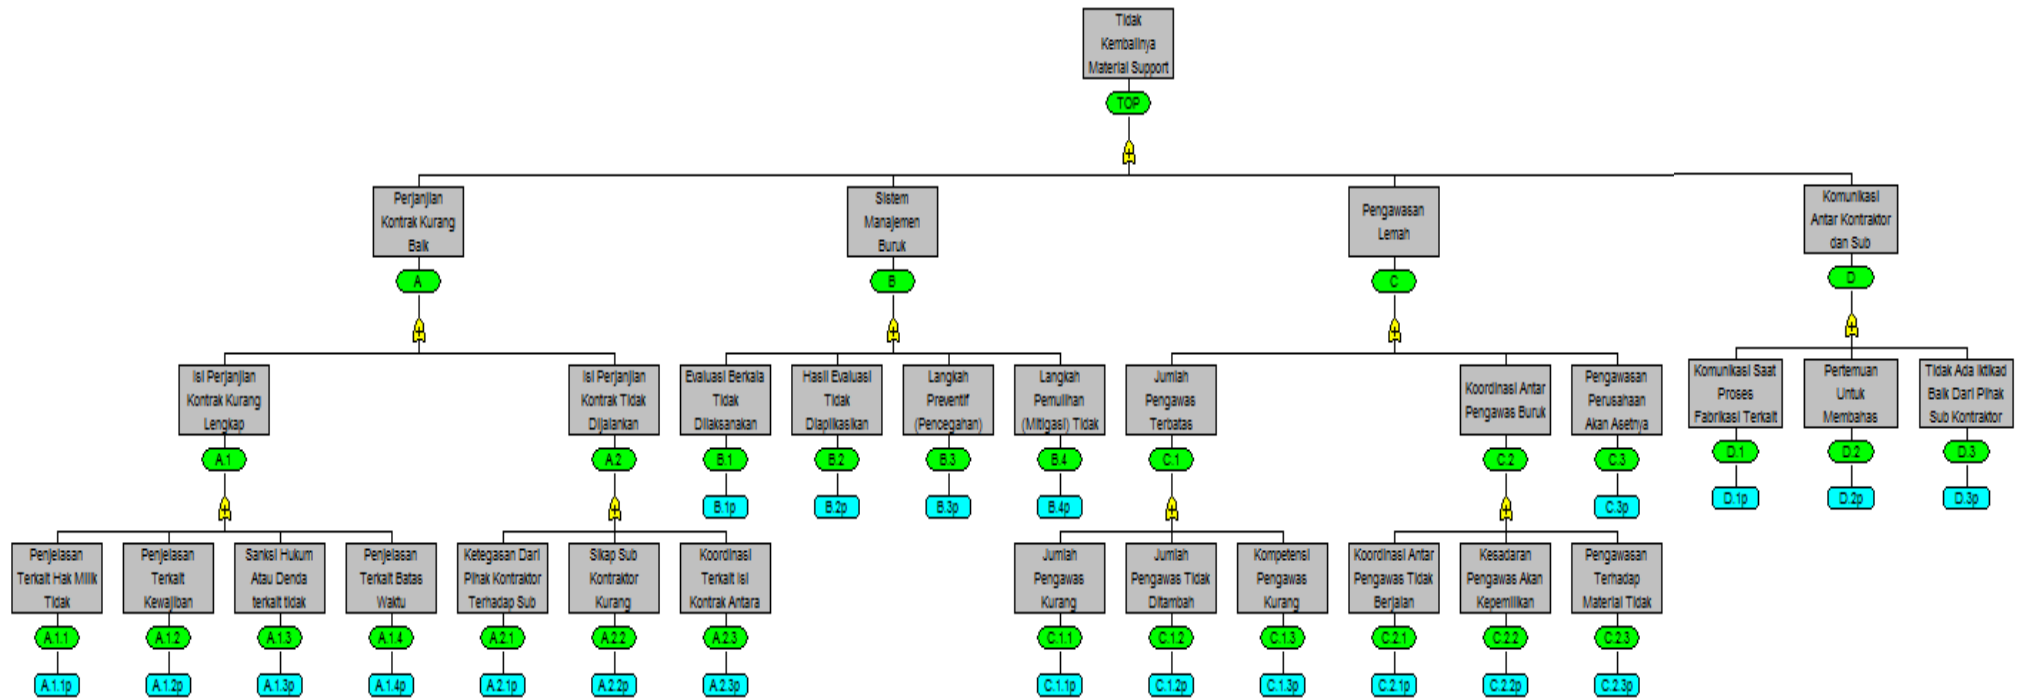 Tidak
Kembalinya
Material Support
TOP
Perjanjian
Kontrak Kurang
Baik
A
Sistem
Manajemen
Buruk
B
Pengawasan
Lemah
C
Komunikasi
Antar Kontraktor
dan Sub
D
Isi Perjanjian
Kontrak Kurang
Lengkap
A.1
Isi Perjanjian
Kontrak Tidak
Dijalankan
A.2
Evaluasi Berkala
Tidak
Dilaksanakan
B.1
B.1p
Hasil Evaluasi
Tidak
Diaplikasikan
B.2
B.2p
Langkah
Preventif
(Pencegahan)
B.3
B.3p
Langkah
Pemulihan
(Mitigasi) Tidak
B.4
B.4p
Jumlah
Pengawas
Terbatas
C.1
Koordinasi Antar
Pengawas Buruk
C.2
Pengawasan
Perusahaan
Akan Asetnya
C.3
C.3p
Komunikasi Saat
Proses
Fabrikasi Terkait
D.1
D.1p
Pertemuan
Untuk
Membahas
D.2
D.2p
Tidak Ada Iktikad
Baik Dari Pihak
Sub Kontraktor
D.3
D.3p
Penjelasan
Terkait Hak Milik
Tidak
A.1.1
A.1.1p
Penjelasan
Terkait
Kewajiban
A.1.2
A.1.2p
Sanksi Hukum
Atau Denda
terkait tidak
A.1.3
A.1.3p
Penjelasan
Terkait Batas
Waktu
A.1.4
A.1.4p
Ketegasan Dari
Pihak Kontraktor
Terhadap Sub
A.2.1
A.2.1p
Sikap Sub
Kontraktor
Kurang
A.2.2
A.2.2p
Koordinasi
Terkait Isi
Kontrak Antara
A.2.3
A.2.3p
Jumlah
Pengawas
Kurang
C.1.1
C.1.1p
Jumlah
Pengawas Tidak
Ditambah
C.1.2
C.1.2p
Kompetensi
Pengawas
Kurang
C.1.3
C.1.3p
Koordinasi Antar
Pengawas Tidak
Berjalan
C.2.1
C.2.1p
Kesadaran
Pengawas Akan
Kepemilikan
C.2.2
C.2.2p
Pengawasan
Terhadap
Material Tidak
C.2.3
C.2.3p